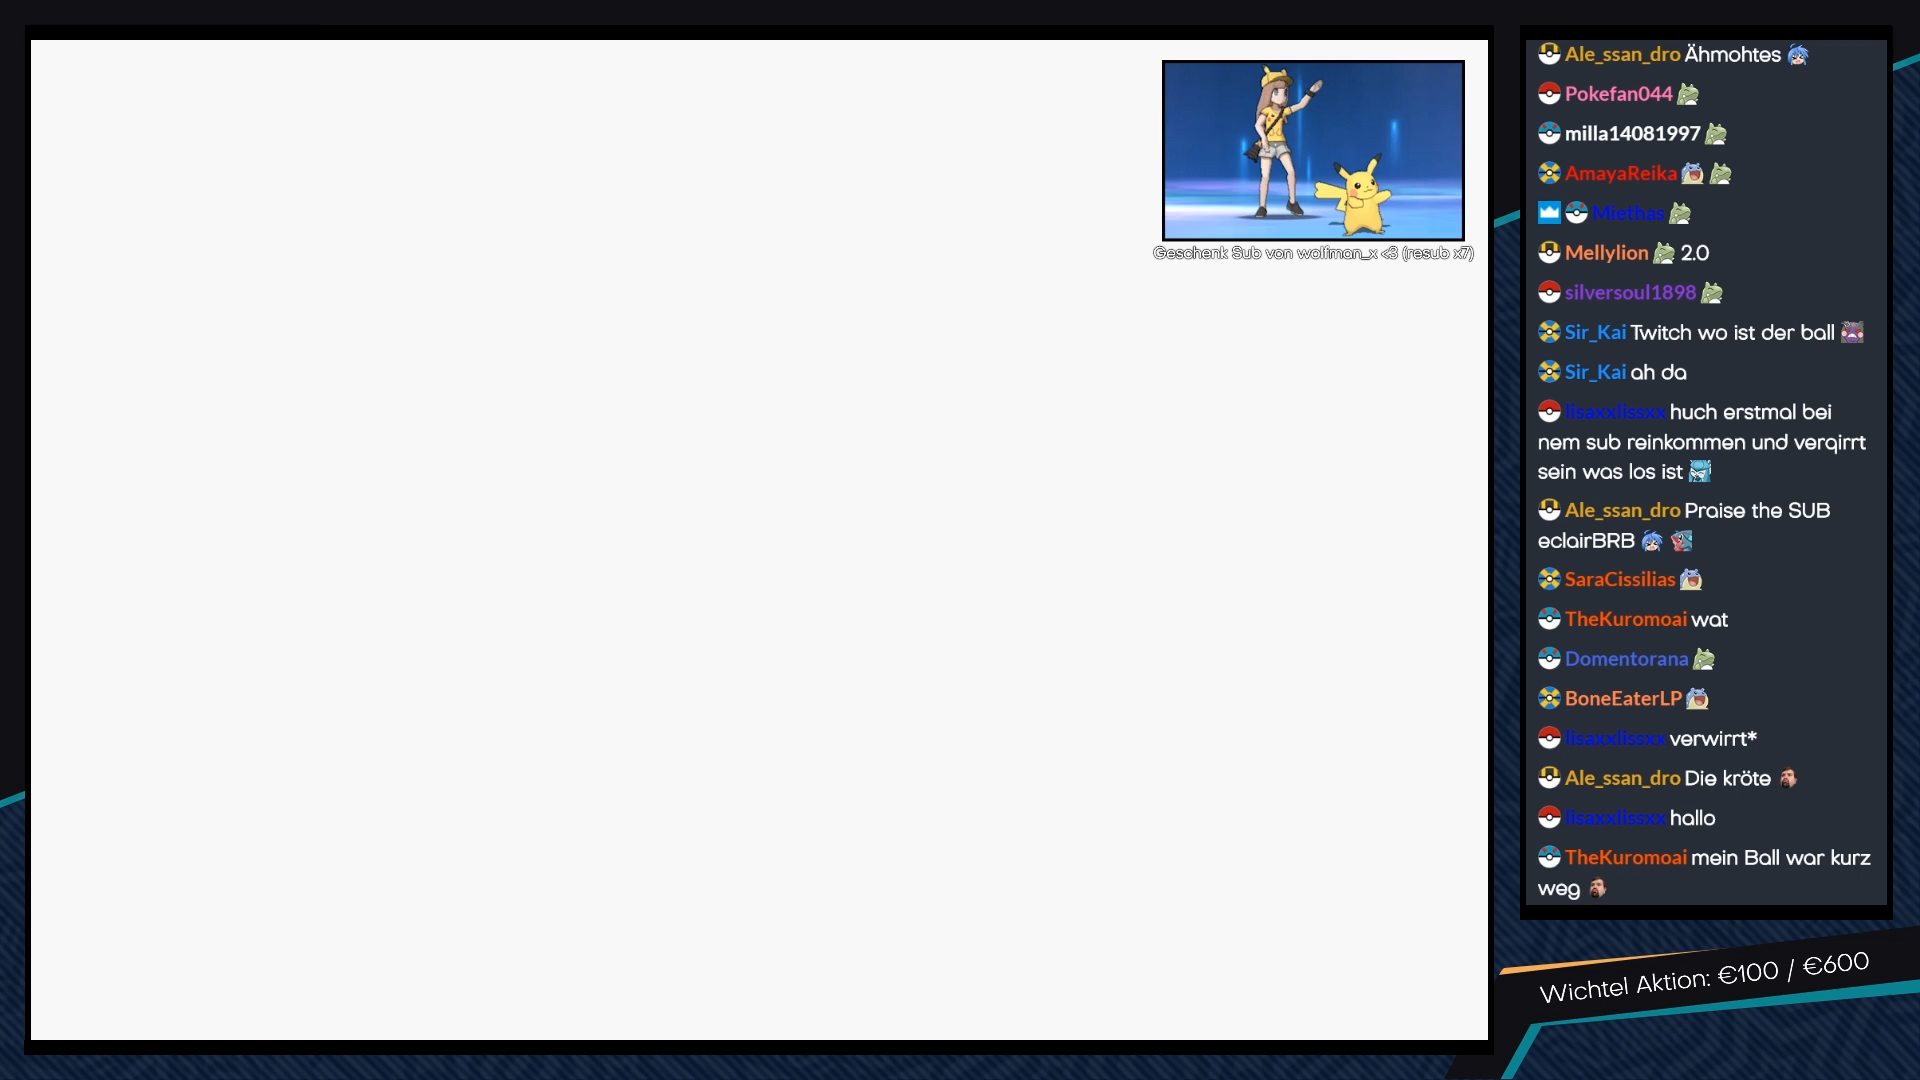 Geschenk Sub von wolfman_x <3 (resub x7)
Ale_ssan_dro Ähmohtes
Pokefan044
milla14081997
AmayaReika
Miethas
Mellylion 2.0
silversoul1898
Sir_Kai Twitch wo ist der ball
Sir_Kai ah da
lisaxxlissxx huch erstmal bei
nem sub reinkommen und verqirrt
sein was los ist
Ale_ssan_dro Praise the SUB
eclairBRB
SaraCissilias
TheKuromoai wat
Domentorana
BoneEaterLP
lisaxxlissxx verwirrt*
Ale_ssan_dro Die kröte
lisaxxlissxx hallo
TheKuromoai mein Ball war kurz
weg
Wichtel Aktion: €100 / €600